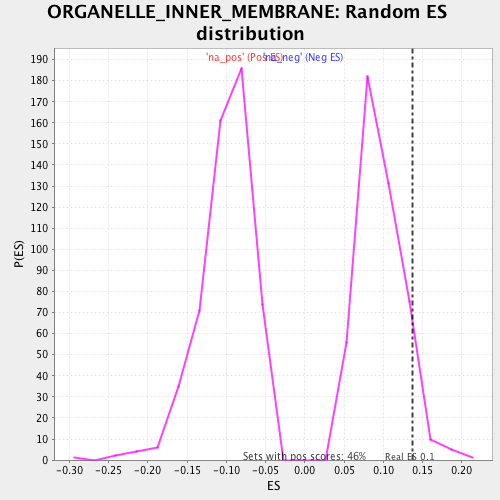 ORGANELLE_INNER_MEMBRANE: Random ES
distribution
'na_pos' (Pos ES)
'na_neg' (Neg ES)
190
180
170
160
150
140
130
120
110
100
90
80
70
60
50
40
30
20
10
0
P(ES)
Sets with pos scores: 46%
Real ES 0.1
-0.30 -0.25 -0.20 -0.15 -0.10 -0.05 0.00 0.05 0.10 0.15 0.20
ES